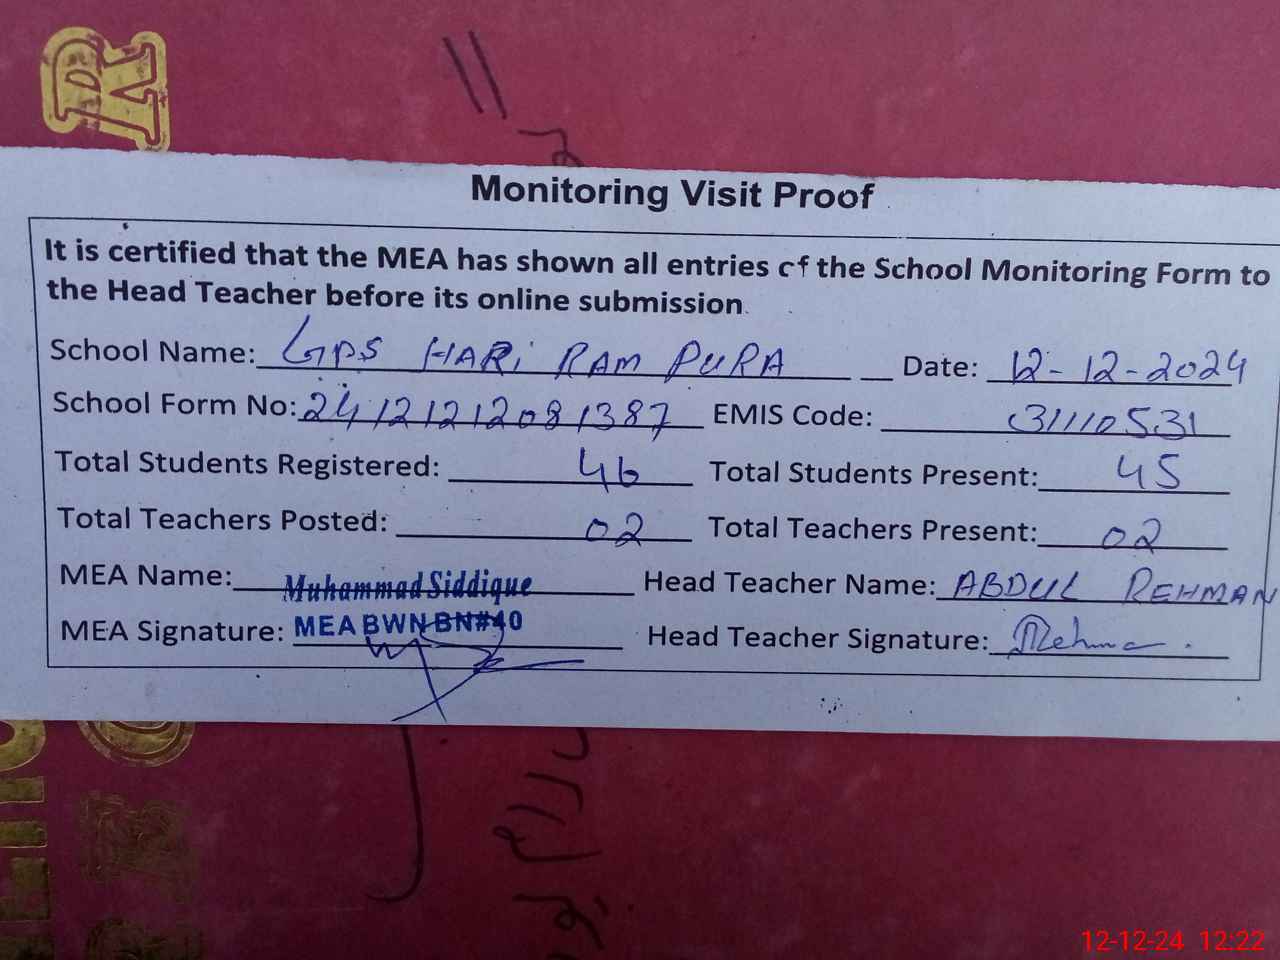 Monitoring Visit Proof
It is certified that the MEA has shown all entries of the School Monitoring Form to
the Head Teacher before its online submission.
School Name: GPS HARI RAM PURA Date: 12-12-2024
School Form No: 24121212081387 EMIS Code: 31110531
Total Students Registered: 46 Total Students Present: 45
Total Teachers Posted: 02 Total Teachers Present: 02
MEA Name: Muhammad Siddique Head Teacher Name: ABDUL REHMAN
MEA Signature: MEA BWN BN#40 Head Teacher Signature: Rehma
12-12-24 12:22